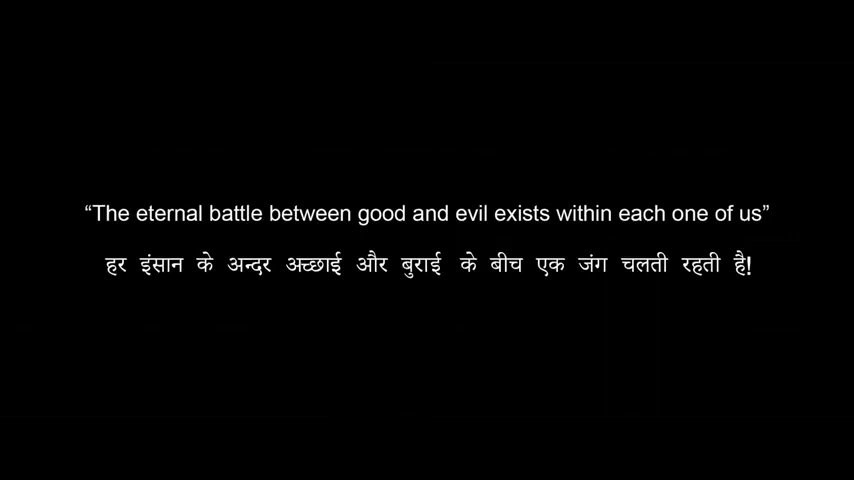 “The eternal battle between good and evil exists within each one of us”
हर इंसान के अन्दर अच्छाई और बुराई के बीच एक जंग चलती रहती है!